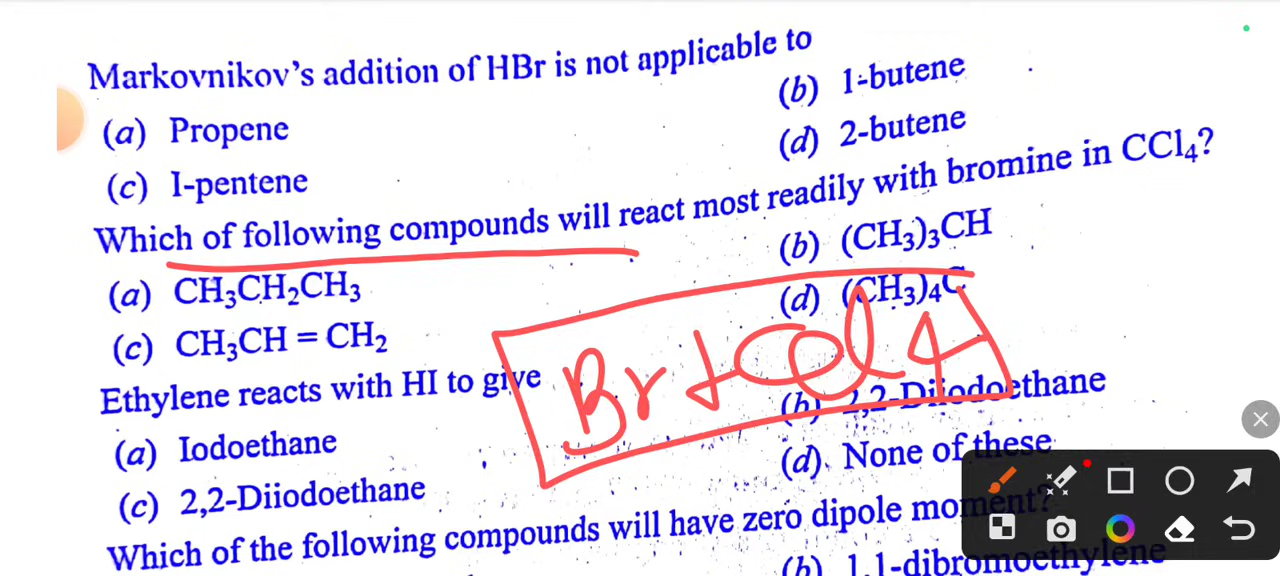 Markovnikov's addition of HBr is not applicable to
(a) Propene
(b) 1-butene
(c) I-pentene
(d) 2-butene
Which of following compounds will react most readily with bromine in CCl4?
(a) CH3CH2CH3
(b) (CH3)3CH
(c) CH3CH = CH2
(d) (CH3)4C
Br+CCl4
Ethylene reacts with HI to give
(a) Iodoethane
(b) 2,2-Diiodoethane
(c) 2,2-Diiodoethane
(d). None of these
Which of the following compounds will have zero dipole moment?
(b) 1,1-dibromoethylene